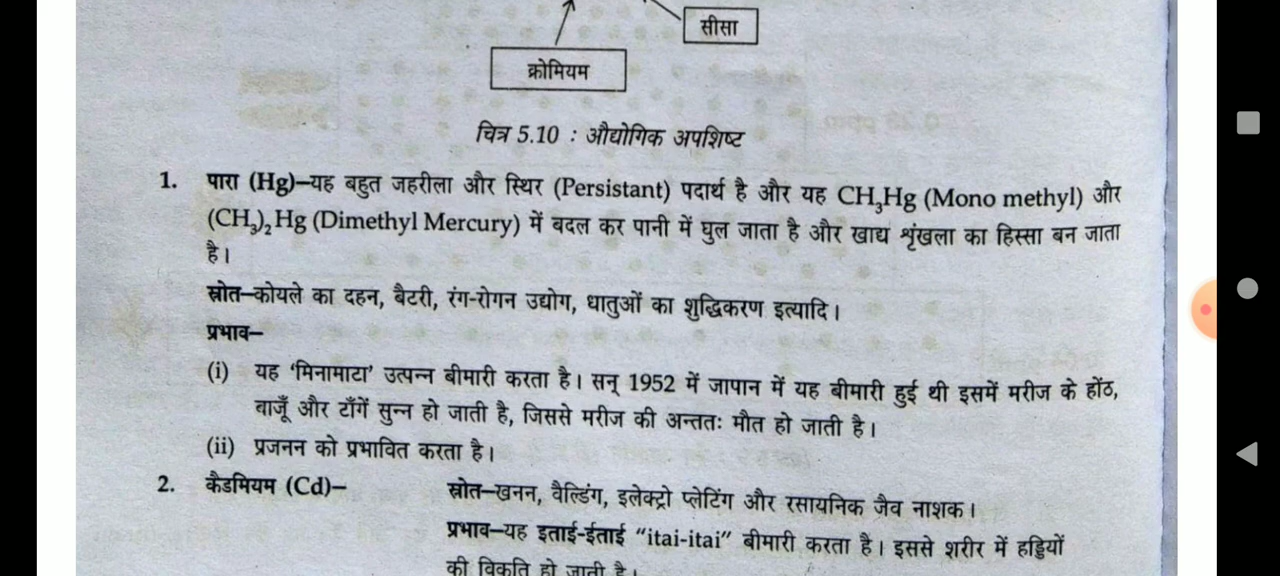 सीसा
क्रोमियम
चित्र 5.10 : औद्योगिक अपशिष्ट
1. पारा (Hg)–यह बहुत जहरीला और स्थिर (Persistant) पदार्थ है और यह CH₃Hg (Mono methyl) और
(CH₃)₂ Hg (Dimethyl Mercury) में बदल कर पानी में घुल जाता है और खाद्य शृंखला का हिस्सा बन जाता
है।
स्रोत–कोयले का दहन, बैटरी, रंग-रोगन उद्योग, धातुओं का शुद्धिकरण इत्यादि।
प्रभाव–
(i) यह ‘मिनामाटा’ उत्पन्न बीमारी करता है। सन् 1952 में जापान में यह बीमारी हुई थी इसमें मरीज के होंठ,
बाजूँ और टाँगें सुन्न हो जाती है, जिससे मरीज की अन्ततः मौत हो जाती है।
(ii) प्रजनन को प्रभावित करता है।
2. कैडमियम (Cd)– स्रोत–खनन, वैल्डिंग, इलेक्ट्रो प्लेटिंग और रसायनिक जैव नाशक।
प्रभाव–यह इताई-ईताई “itai-itai” बीमारी करता है। इससे शरीर में हड्डियों
की विकृति हो जाती है।